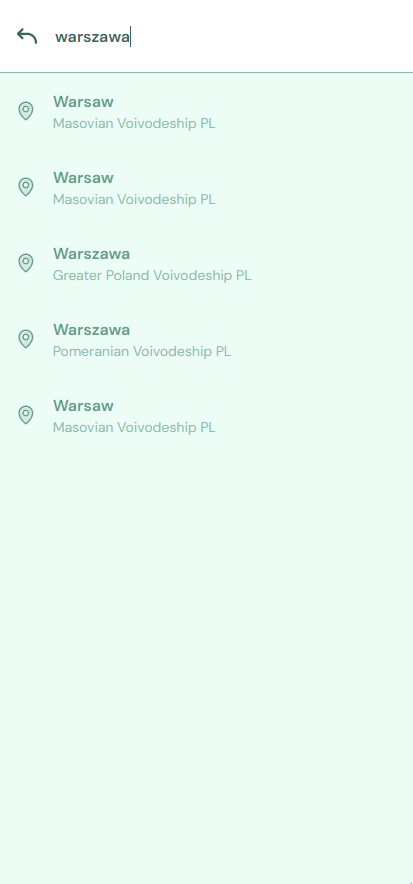 warszawa
Warsaw
Masovian Voivodeship PL
Warsaw
Masovian Voivodeship PL
Warszawa
Greater Poland Voivodeship PL
Warszawa
Pomeranian Voivodeship PL
Warsaw
Masovian Voivodeship PL